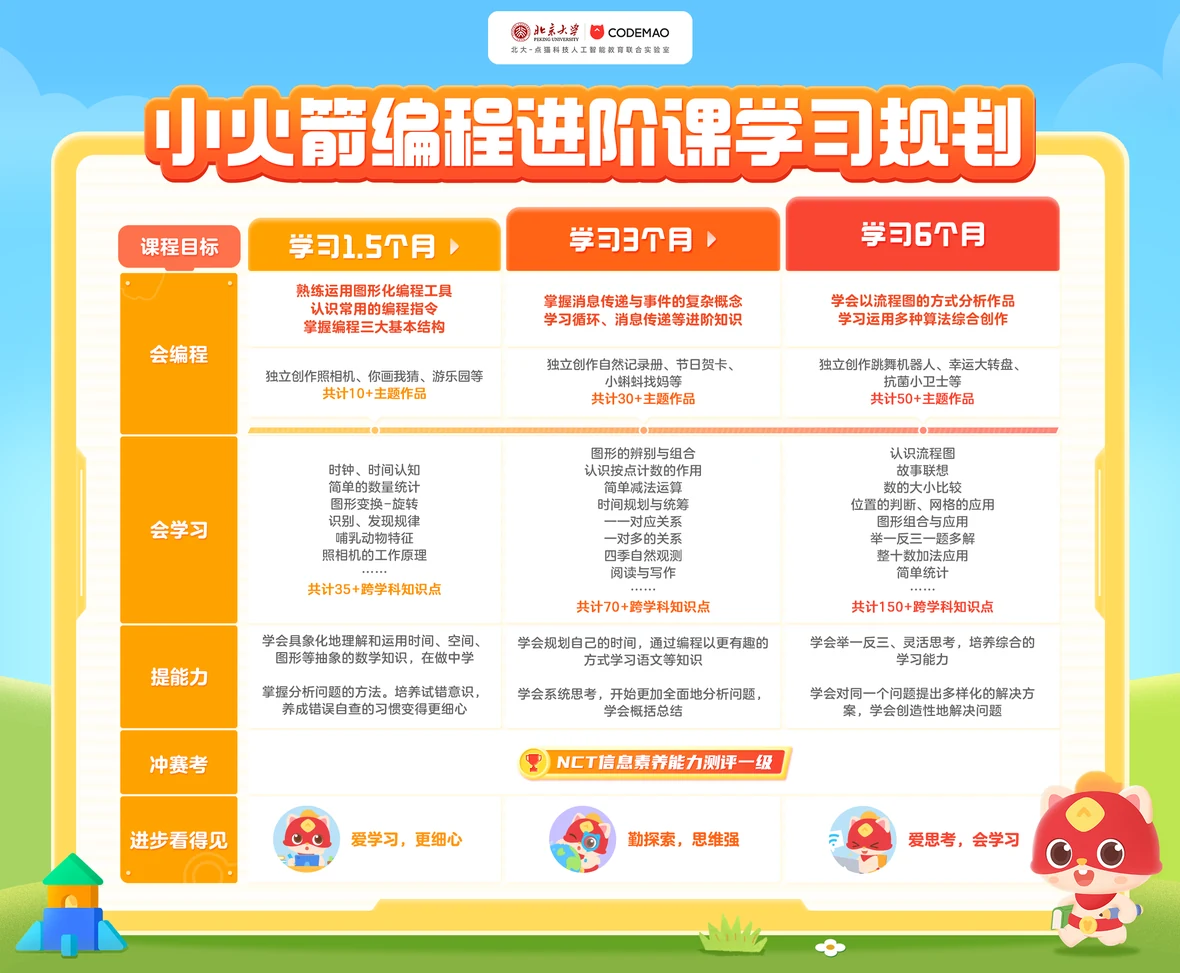 北京大学
PEKING UNIVERSITY
CODEMAO
北大-点猫科技人工智能教育联合实验室
小火箭编程进阶课学习规划
课程目标
学习1.5个月
学习3个月
学习6个月
会编程
熟练运用图形化编程工具
认识常用的编程指令
掌握编程三大基本结构
掌握消息传递与事件的复杂概念
学习循环、消息传递等进阶知识
学会以流程图的方式分析作品
学习运用多种算法综合创作
独立创作照相机、你画我猜、游乐园等
共计10+主题作品
独立创作自然记录册、节日贺卡、
小蝌蚪找妈等
共计30+主题作品
独立创作跳舞机器人、幸运大转盘、
抗菌小卫士等
共计50+主题作品
会学习
时钟、时间认知
简单的数量统计
图形变换-旋转
识别、发现规律
哺乳动物特征
照相机的工作原理
……
共计35+跨学科知识点
图形的辨别与组合
认识按点计数的作用
简单减法运算
时间规划与统筹
一一对应关系
一对多的关系
四季自然观测
阅读与写作
……
共计70+跨学科知识点
认识流程图
故事联想
数的大小比较
位置的判断、网格的应用
图形组合与应用
举一反三一题多解
整十数加法应用
简单统计
……
共计150+跨学科知识点
提能力
学会具象化地理解和运用时间、空间、
图形等抽象的数学知识，在做中学
掌握分析问题的方法。培养试错意识，
养成错误自查的习惯变得更细心
学会规划自己的时间，通过编程以更有趣的
方式学习语文等知识
学会系统思考，开始更加全面地分析问题，
学会概括总结
学会举一反三、灵活思考，培养综合的
学习能力
学会对同一个问题提出多样化的解决方
案，学会创造性地解决问题
冲赛考
NCT信息素养能力测评一级
进步看得见
爱学习，更细心
勤探索，思维强
爱思考，会学习